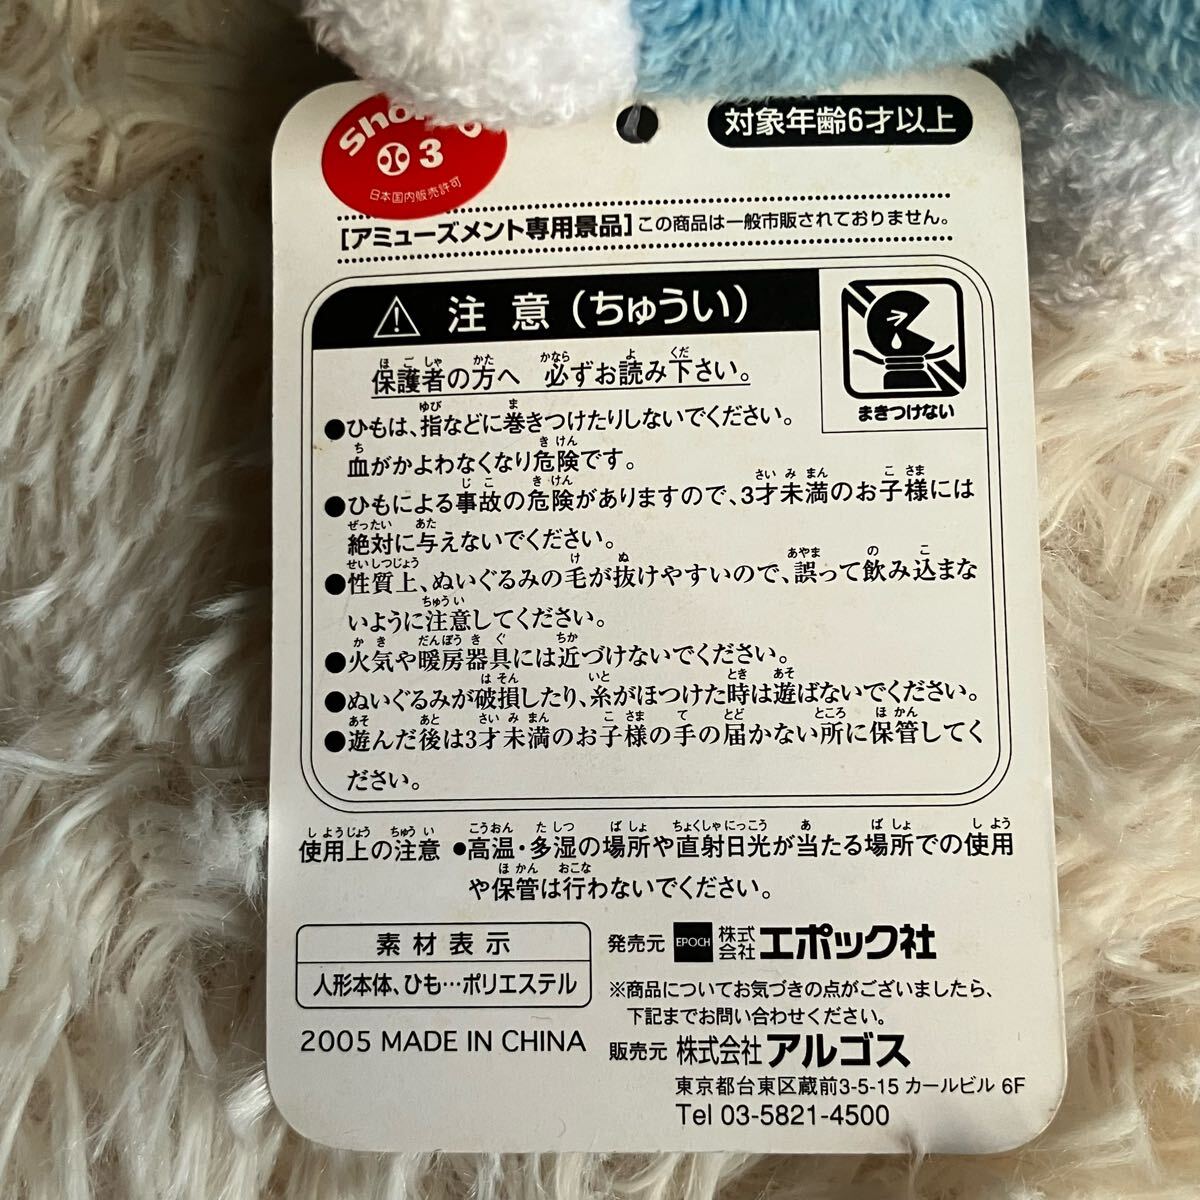 3
日本国内販売許可
対象年齢6才以上
[アミューズメント専用景品] この商品は一般市販されておりません。
注意(ちゅうい)
まきつけない
保護者の方へ 必ずお読み下さい。
●ひもは、指などに巻きつけたりしないでください。
血がかよわなくなり危険です。
●ひもによる事故の危険がありますので、3才未満のお子様には
絶対に与えないでください。
●性質上、ぬいぐるみの毛が抜けやすいので、誤って飲み込まな
いように注意してください。
●火気や暖房器具には近づけないでください。
●ぬいぐるみが破損したり、糸がほつけた時は遊ばないでください。
●遊んだ後は3才未満のお子様の手の届かない所に保管してく
ださい。
使用上の注意 ●高温・多湿の場所や直射日光が当たる場所での使用
や保管は行わないでください。
素材表示
人形本体、ひも…ポリエステル
2005 MADE IN CHINA
発売元 EPOCH 株式会社 エポック社
※商品についてお気づきの点がございましたら、
下記までお問い合わせください。
販売元 株式会社 アルゴス
東京都台東区蔵前3-5-15 カールビル 6F
Tel 03-5821-4500